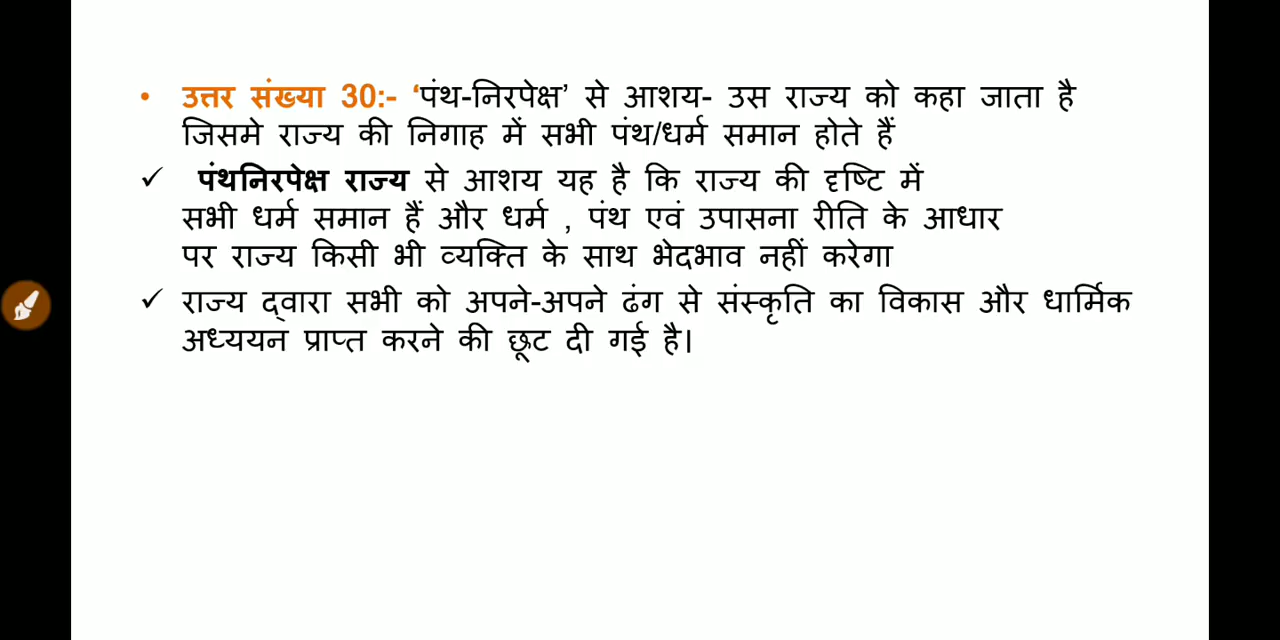 • उत्तर संख्या 30:- ‘पंथ-निरपेक्ष’ से आशय- उस राज्य को कहा जाता है
जिसमे राज्य की निगाह में सभी पंथ/धर्म समान होते हैं
✓ पंथनिरपेक्ष राज्य से आशय यह है कि राज्य की दृष्टि में
सभी धर्म समान हैं और धर्म , पंथ एवं उपासना रीति के आधार
पर राज्य किसी भी व्यक्ति के साथ भेदभाव नहीं करेगा
✓ राज्य द्वारा सभी को अपने-अपने ढंग से संस्कृति का विकास और धार्मिक
अध्ययन प्राप्त करने की छूट दी गई है।